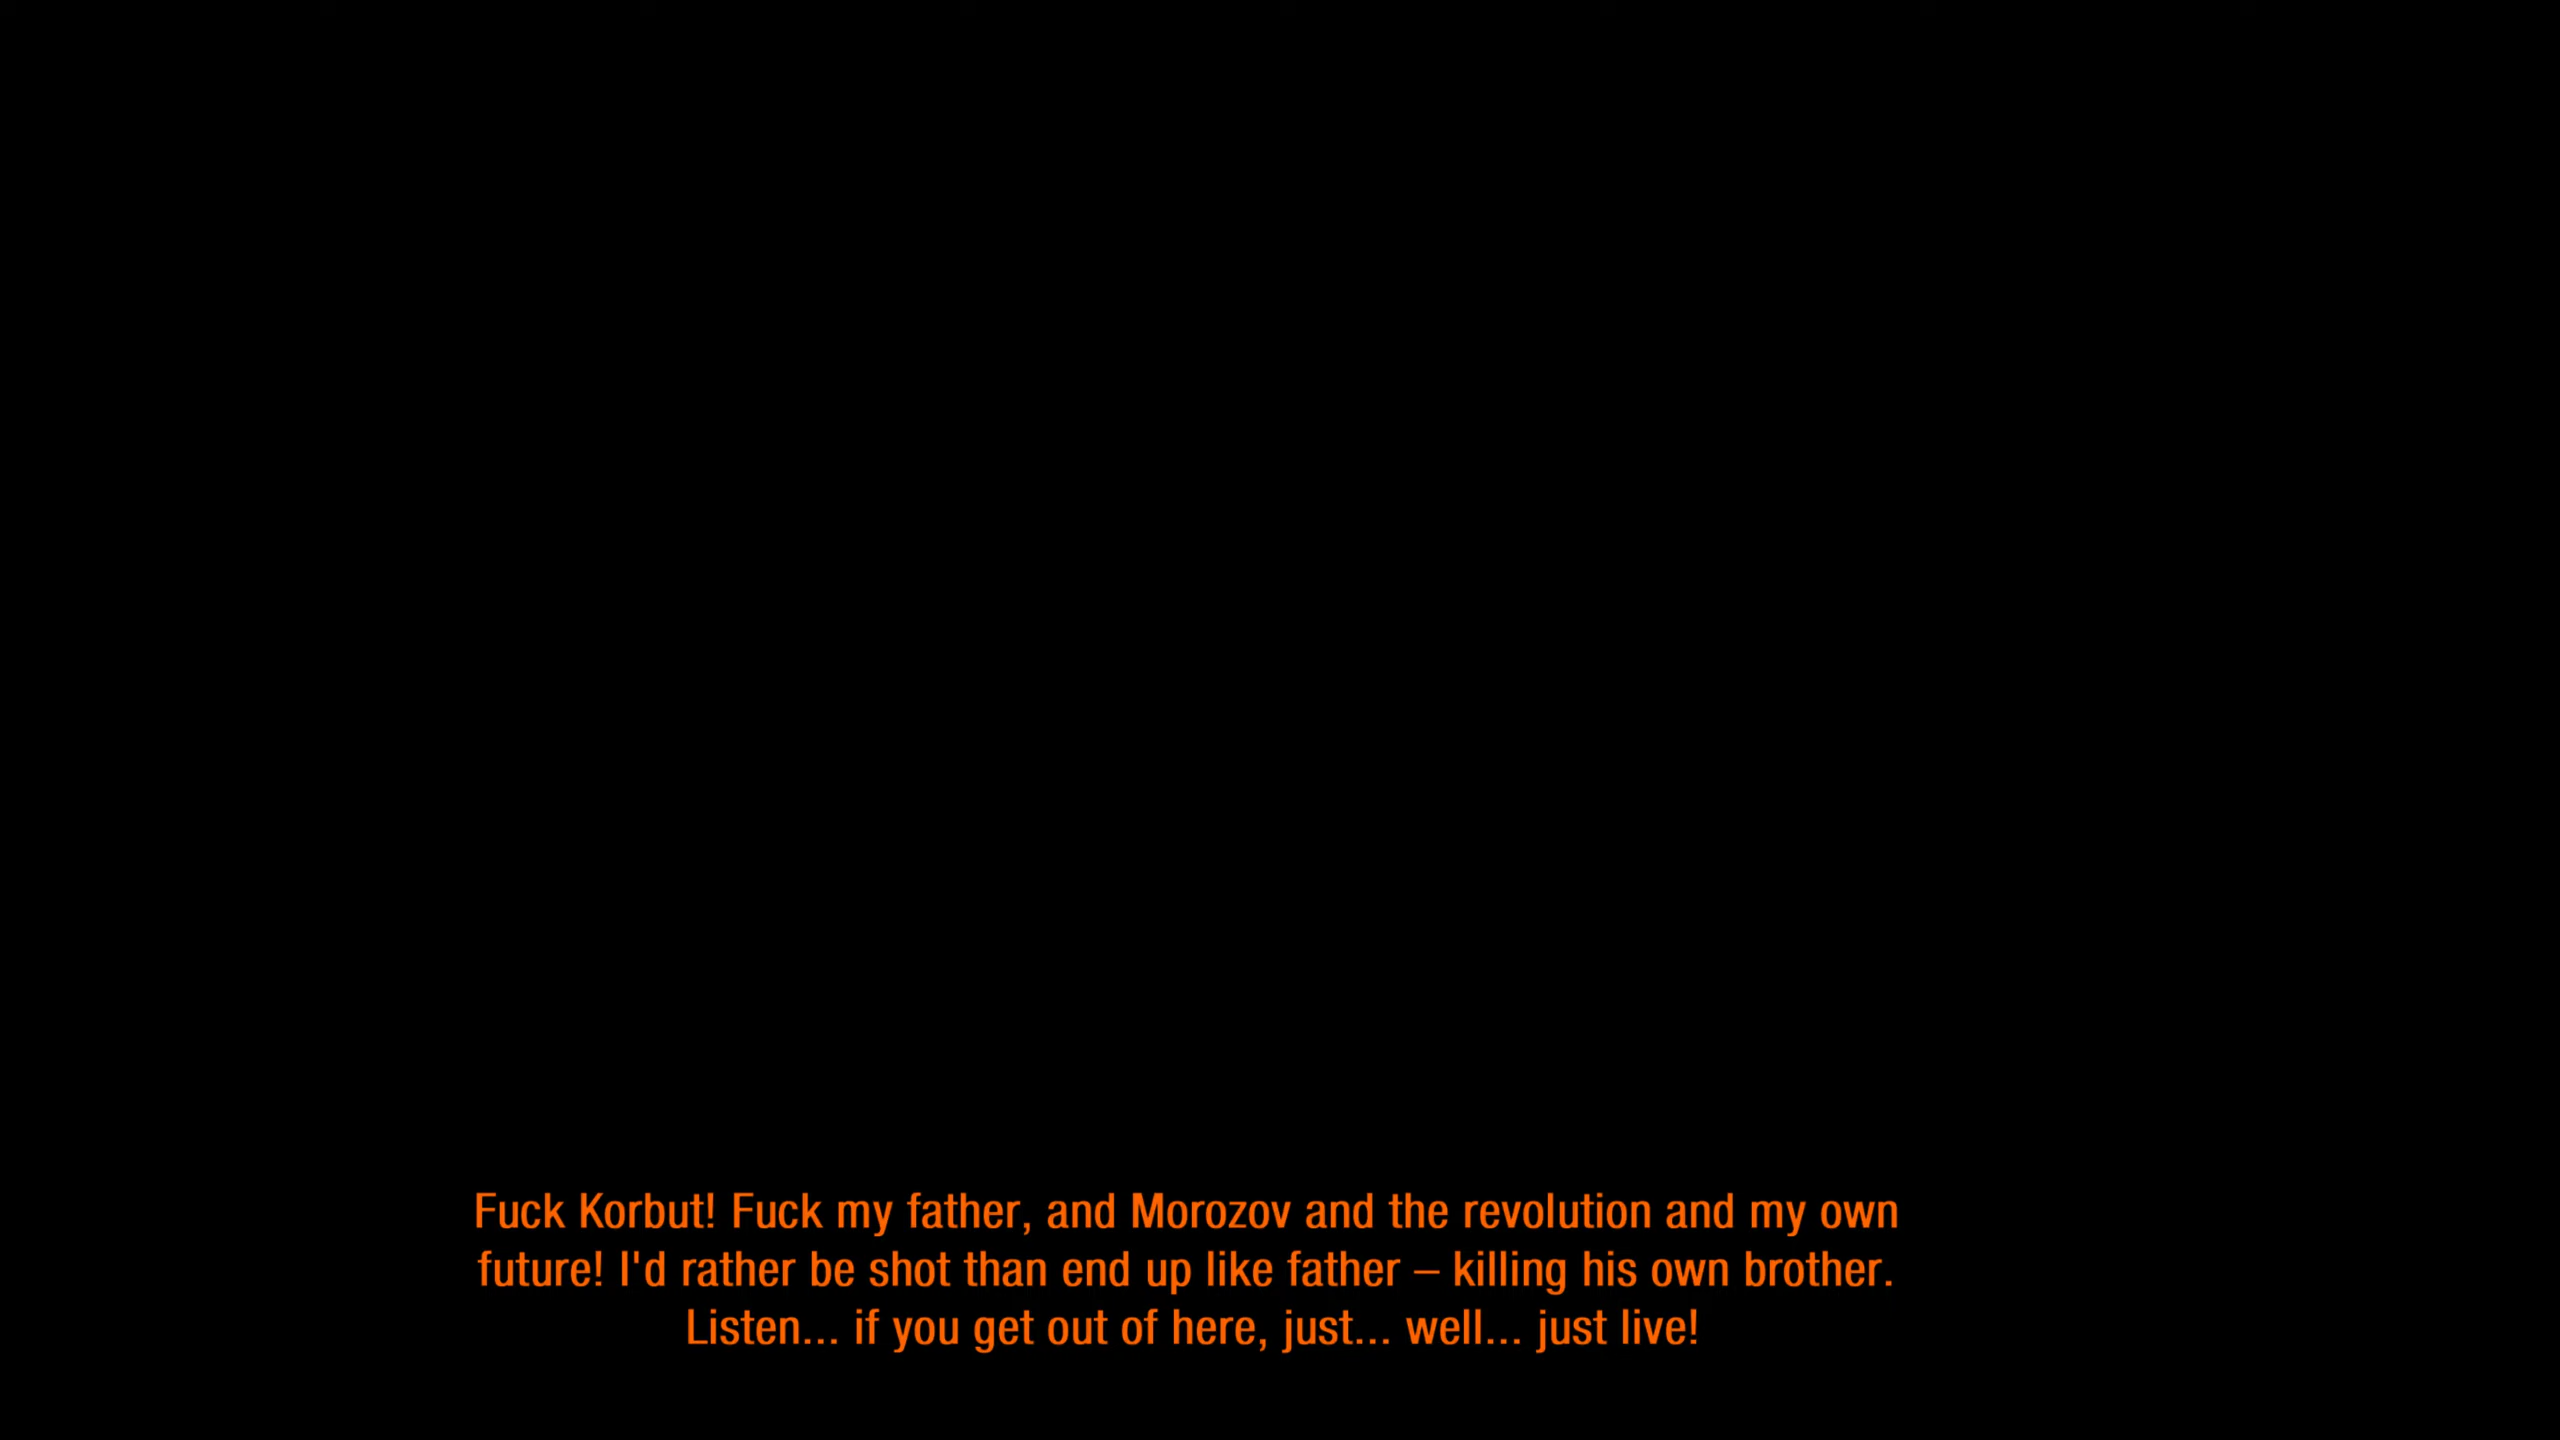 Fuck Korbut! Fuck my father, and Morozov and the revolution and my own
future! I'd rather be shot than end up like father – killing his own brother.
Listen... if you get out of here, just... well... just live!